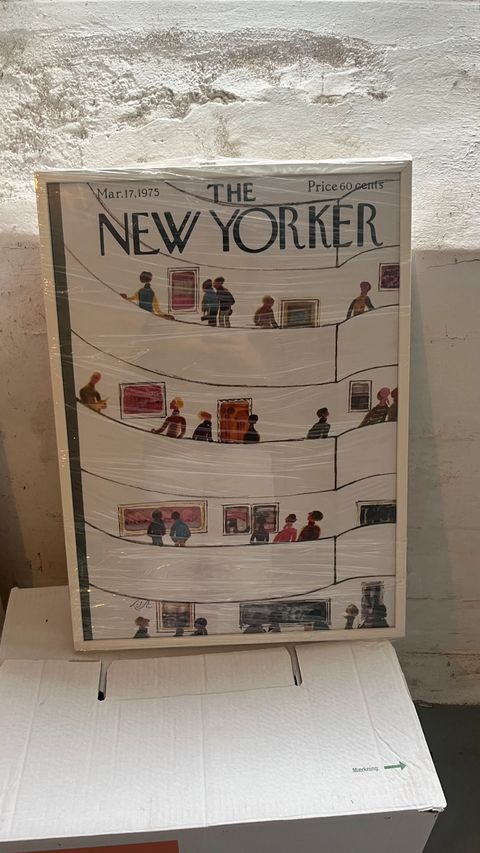 Mar.17,1975
THE
Price 60 cents
NEW YORKER
Mærkning: